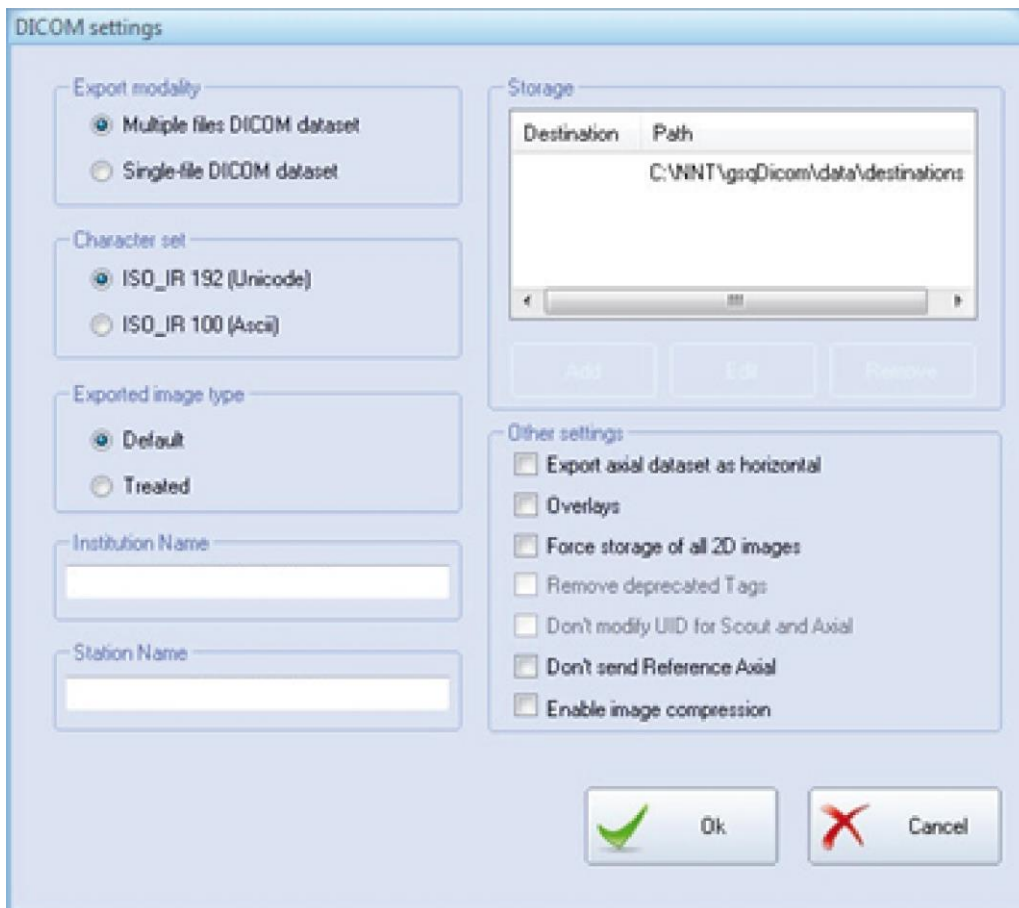 DICOM settings
Export modality
Multiple files DICOM dataset
Single-file DICOM dataset
Character set
ISO_IR 192 (Unicode)
ISO_IR 100 (Ascii)
Exported image type
Default
Treated
Institution Name
Station Name
Storage
Destination Path
C:\NNT\gsqDicom\data\destinations
Add Edit Remove
Other settings
Export axial dataset as horizontal
Overlays
Force storage of all 2D images
Remove deprecated Tags
Don't modify UID for Scout and Axial
Don't send Reference Axial
Enable image compression
Ok Cancel